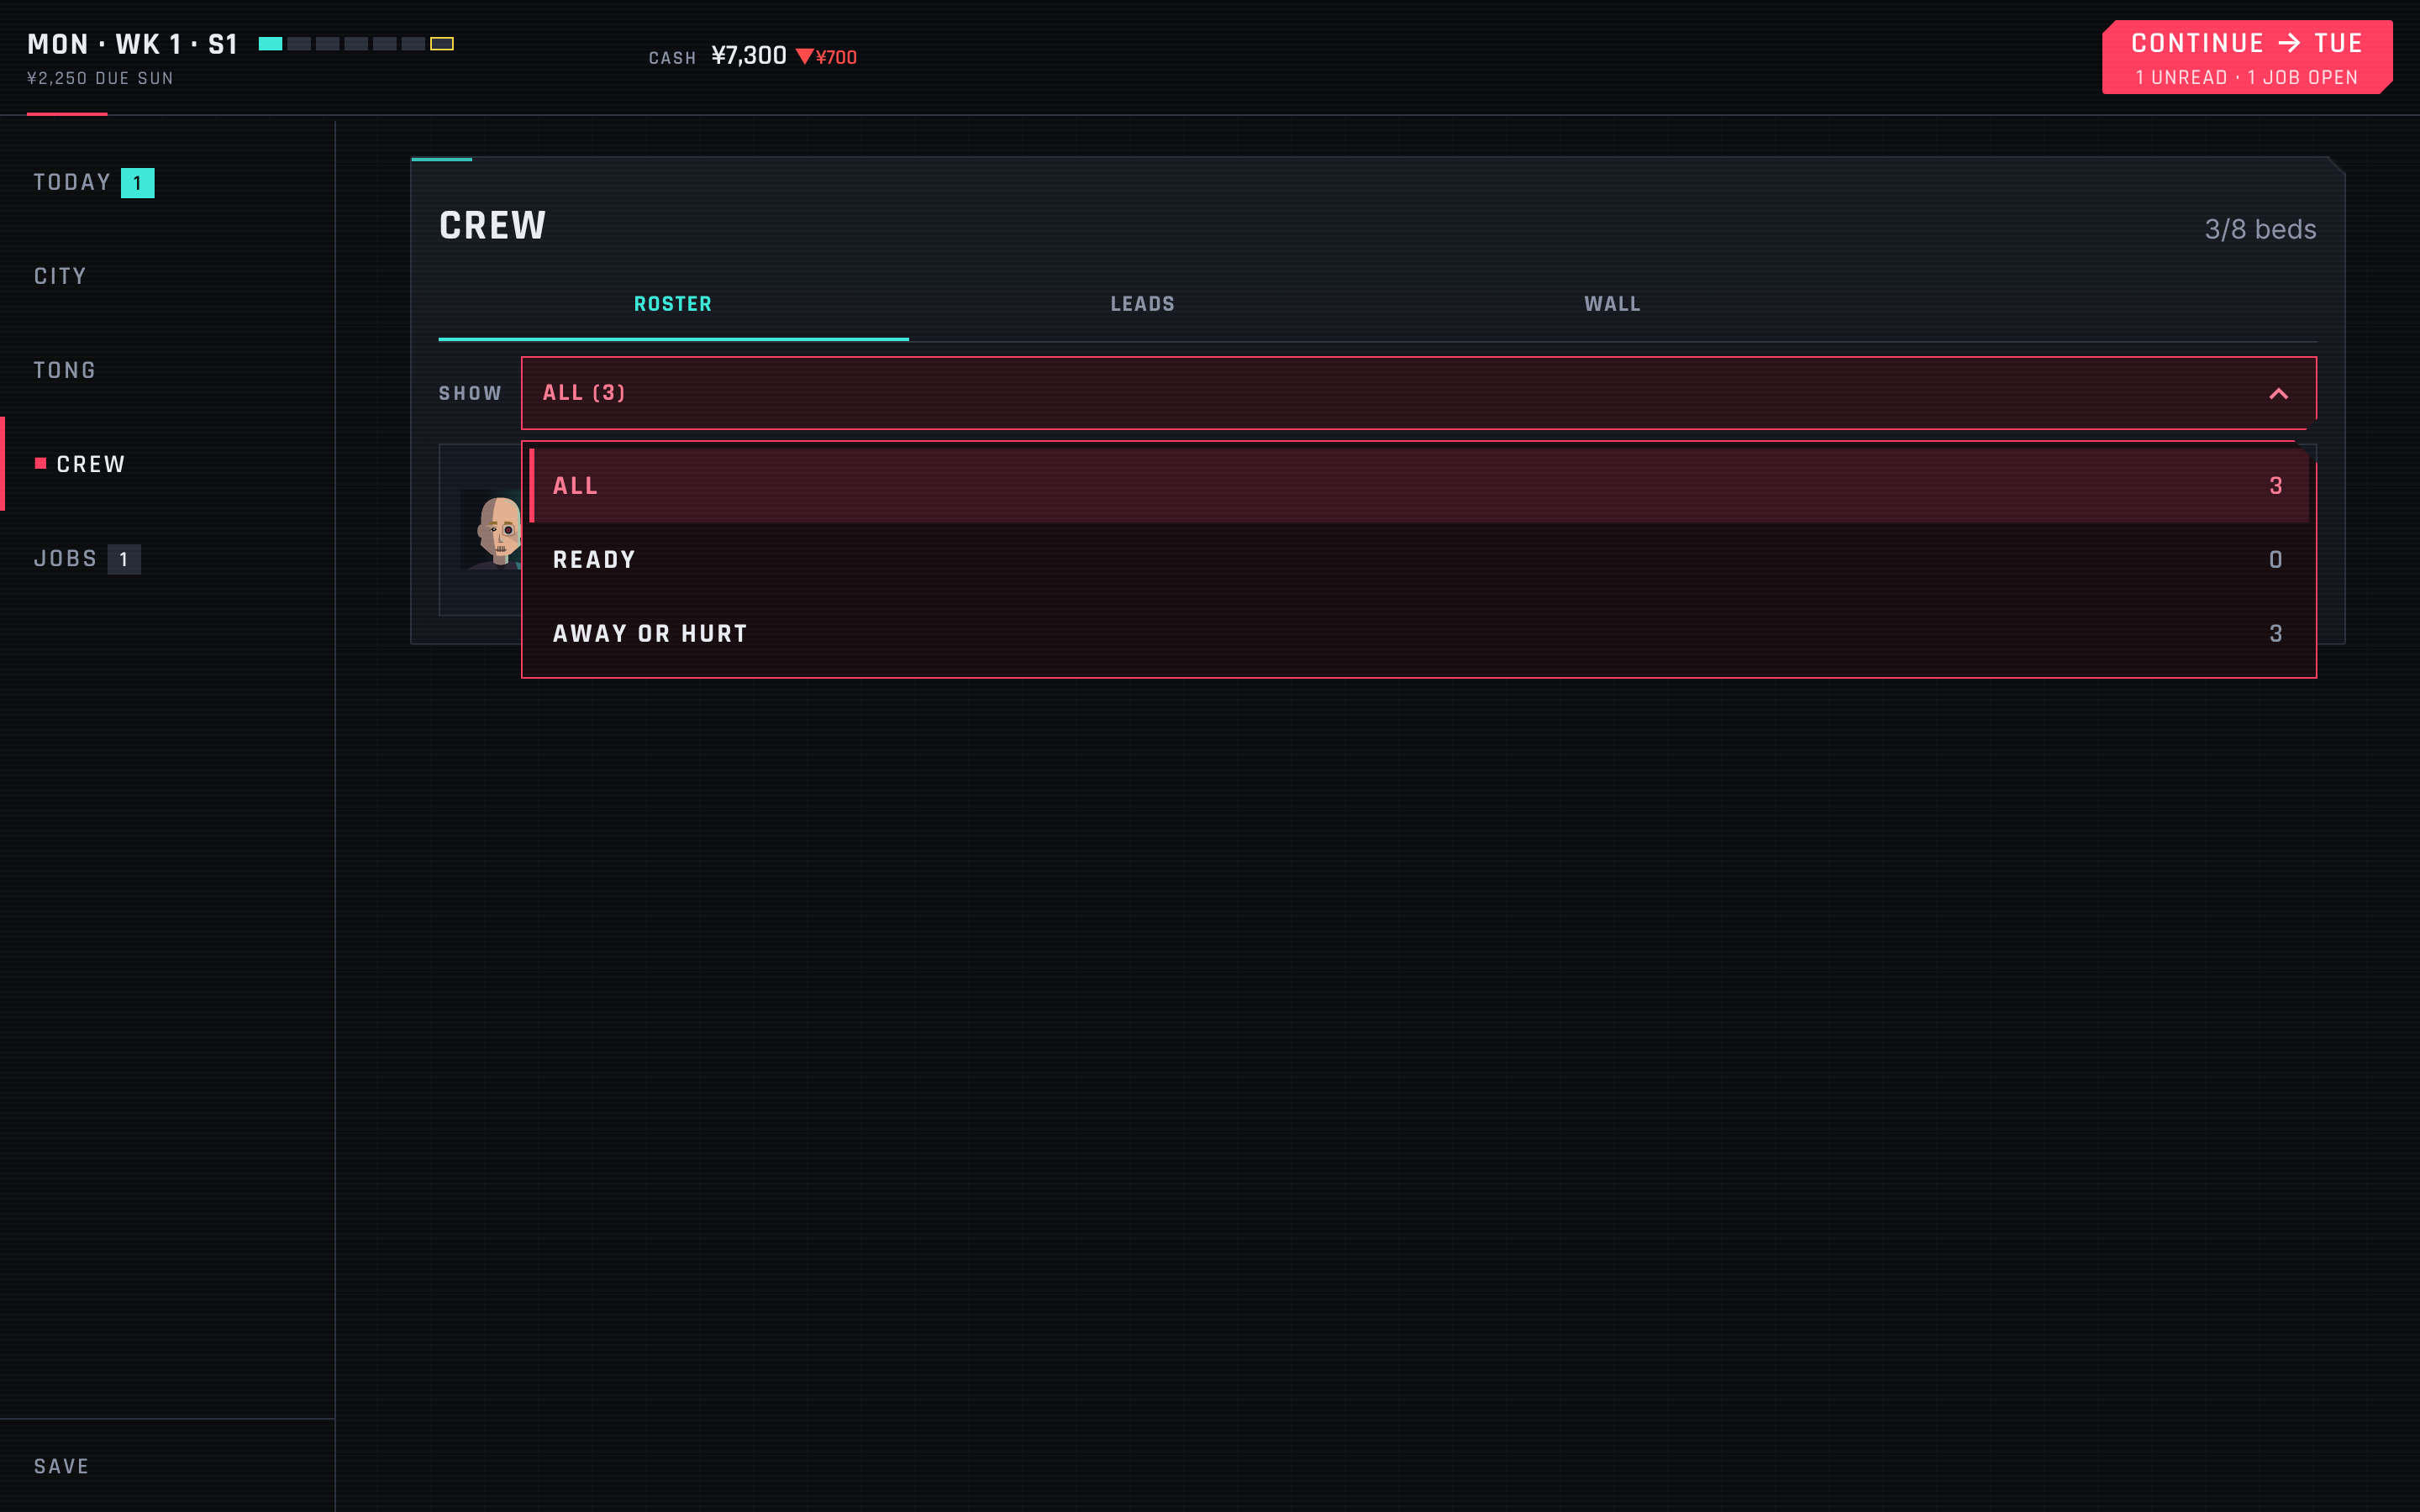 MON · WK 1 · S1
¥2,250 DUE SUN
CASH ¥7,300 ▼¥700
CONTINUE → TUE
1 UNREAD · 1 JOB OPEN
TODAY 1
CITY
TONG
CREW
JOBS 1
SAVE
CREW
3/8 beds
ROSTER
LEADS
WALL
SHOW
ALL (3)
ALL 3
READY 0
AWAY OR HURT 3